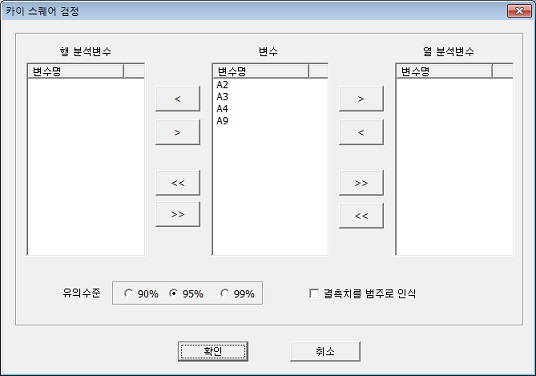 카이 스퀘어 검정
행 분석변수 변수 열 분석변수
변수명 변수명 변수명
A2
A3
A4
A9
< >
> <
<< >>
>> <<
유의수준 90% 95% 99% 결측치를 범주로 인식
확인 취소